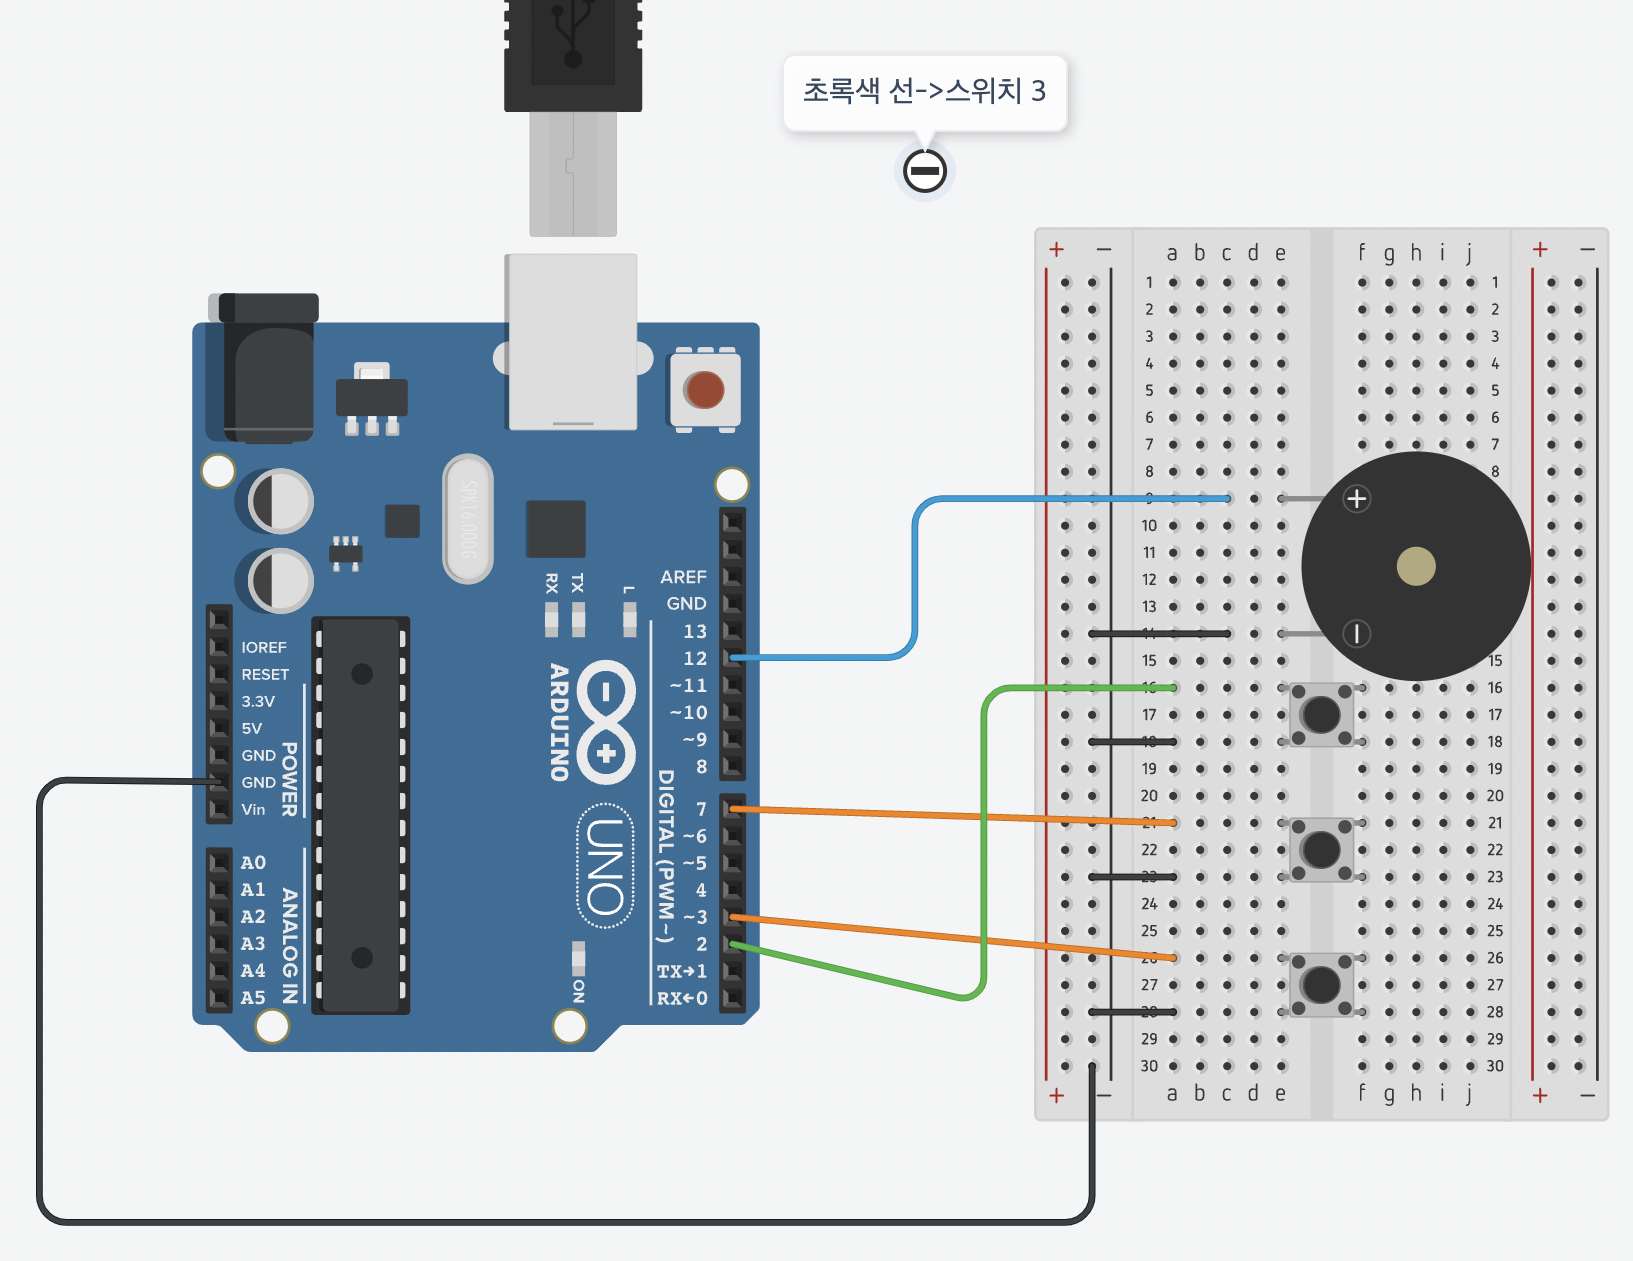 초록색 선->스위치 3
+ − a b c d e f g h i j + −
1 1
2 2
3 3
4 4
5 5
6 6
7 7
8 8
9
10
11
12
13
14
15 15
16 16
17 17
18 18
19 19
20 20
21 21
22 22
23 23
24 24
25 25
26 26
27 27
28 28
29 29
30 30
+ − a b c d e f g h i j + −
+
−
SPK16.000G
RX
TX
L
AREF
GND
13
12
~11
~10
~9
8
7
~6
~5
4
~3
2
TX→1
RX←0
DIGITAL (PWM ~)
IOREF
RESET
3.3V
5V
GND
GND
Vin
POWER
A0
A1
A2
A3
A4
A5
ANALOG IN
ARDUINO
UNO
ON